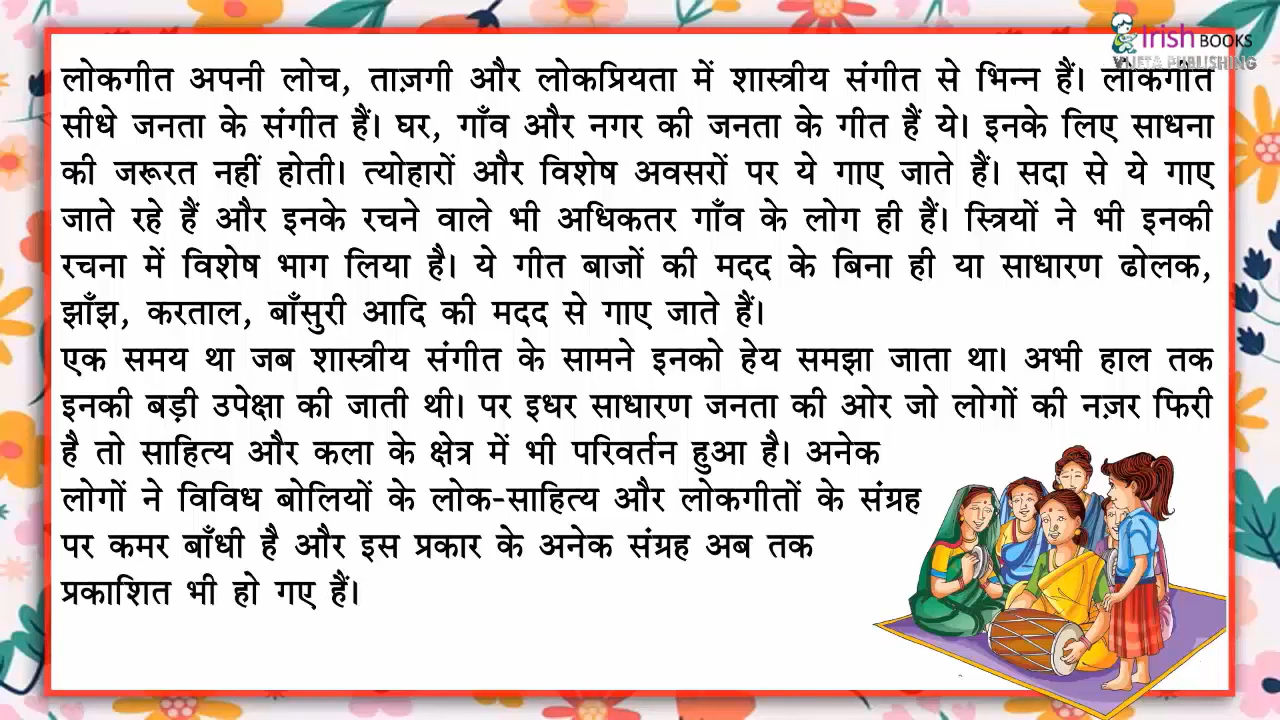 Irish BOOKS
VIJETA PUBLISHING
लोकगीत अपनी लोच, ताज़गी और लोकप्रियता में शास्त्रीय संगीत से भिन्न हैं। लोकगीत
सीधे जनता के संगीत हैं। घर, गाँव और नगर की जनता के गीत हैं ये। इनके लिए साधना
की जरूरत नहीं होती। त्योहारों और विशेष अवसरों पर ये गाए जाते हैं। सदा से ये गाए
जाते रहे हैं और इनके रचने वाले भी अधिकतर गाँव के लोग ही हैं। स्त्रियों ने भी इनकी
रचना में विशेष भाग लिया है। ये गीत बाजों की मदद के बिना ही या साधारण ढोलक,
झाँझ, करताल, बाँसुरी आदि की मदद से गाए जाते हैं।
एक समय था जब शास्त्रीय संगीत के सामने इनको हेय समझा जाता था। अभी हाल तक
इनकी बड़ी उपेक्षा की जाती थी। पर इधर साधारण जनता की ओर जो लोगों की नज़र फिरी
है तो साहित्य और कला के क्षेत्र में भी परिवर्तन हुआ है। अनेक
लोगों ने विविध बोलियों के लोक-साहित्य और लोकगीतों के संग्रह
पर कमर बाँधी है और इस प्रकार के अनेक संग्रह अब तक
प्रकाशित भी हो गए हैं।